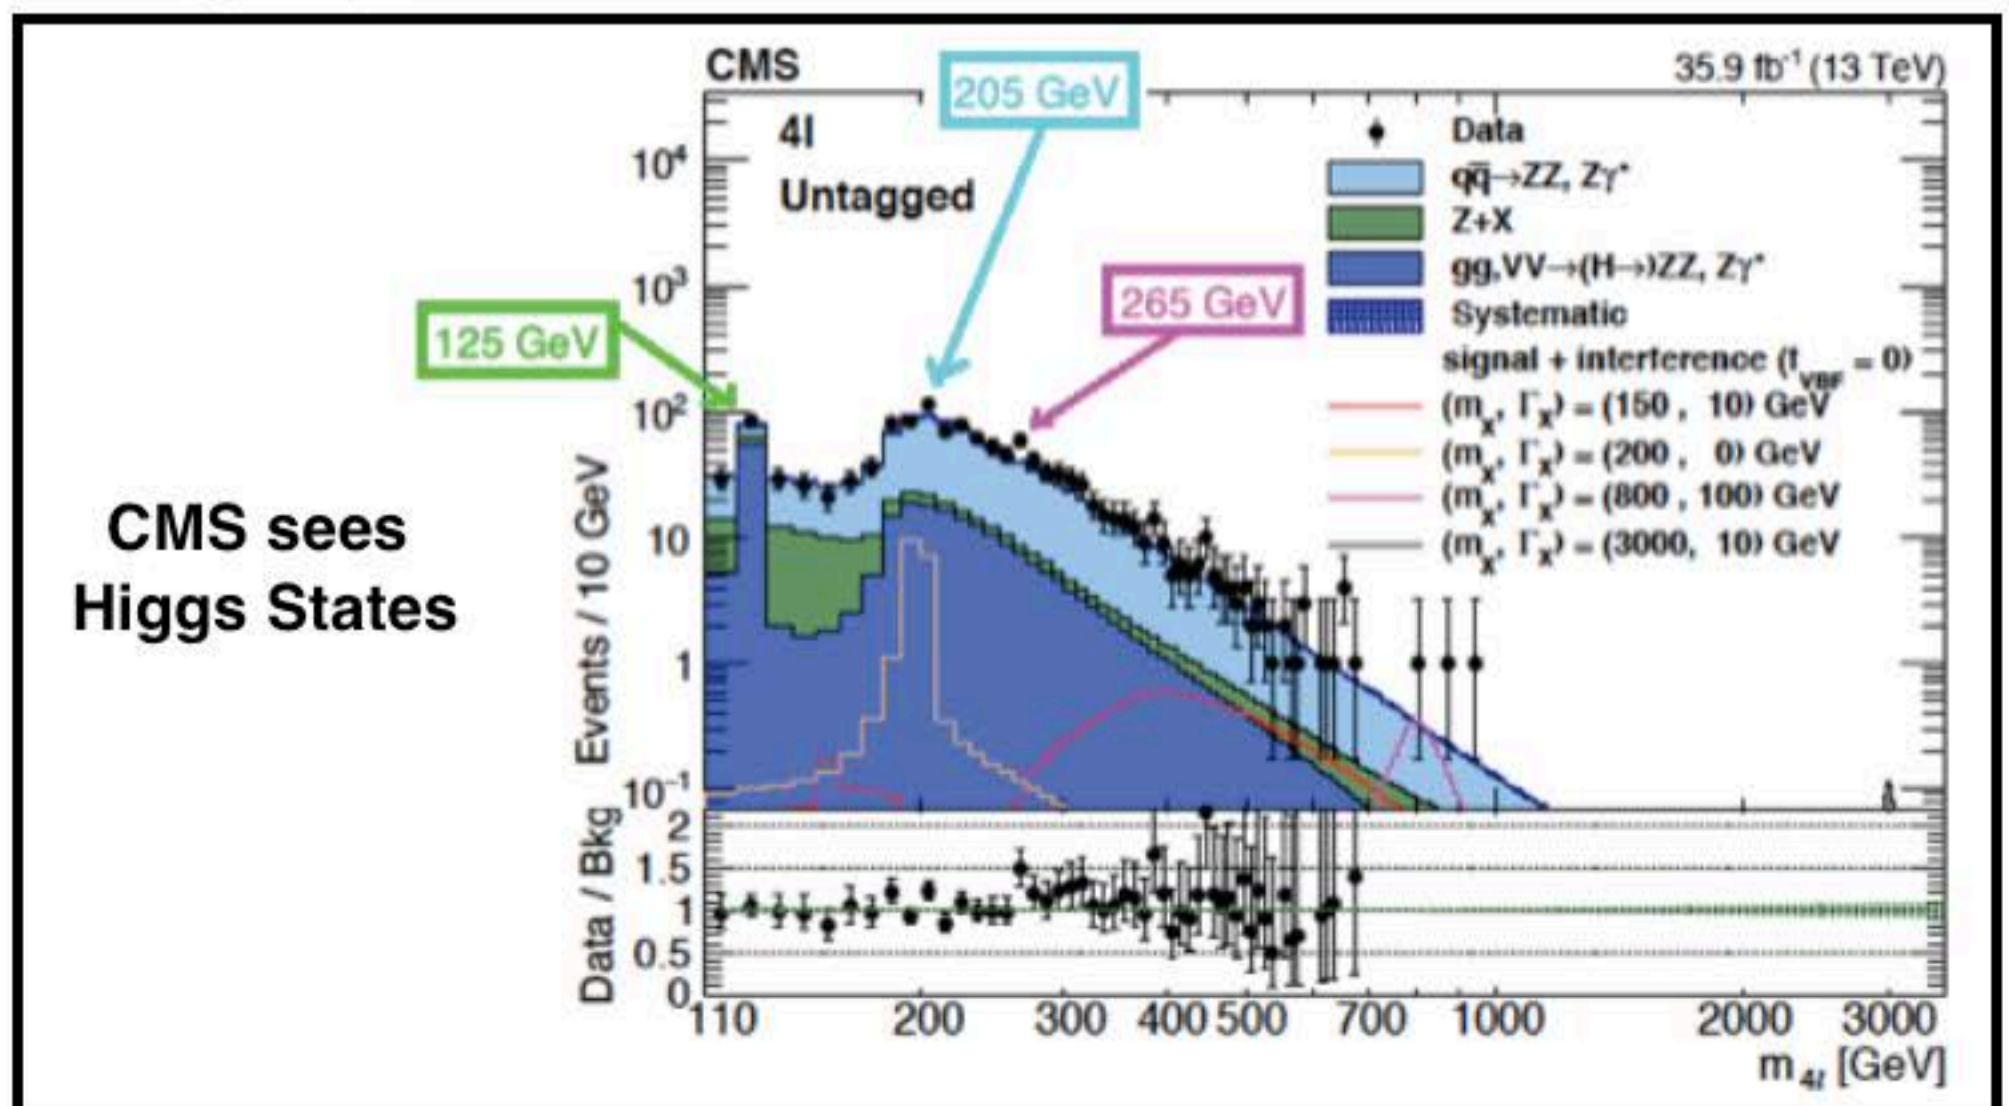 CMS
35.9 fb⁻¹ (13 TeV)
205 GeV
4l
Untagged
265 GeV
125 GeV
Data
qq̄→ZZ, Zγ*
Z+X
gg,VV→(H→)ZZ, Zγ*
Systematic
signal + interference (f_VBF = 0)
(m_X, Γ_X) = (150 , 10) GeV
(m_X, Γ_X) = (200 , 0) GeV
(m_X, Γ_X) = (800 , 100) GeV
(m_X, Γ_X) = (3000, 10) GeV
CMS sees
Higgs States
Events / 10 GeV
10⁴
10³
10²
10
1
10⁻¹
Data / Bkg
2
1.5
1
0.5
0
110 200 300 400 500 700 1000 2000 3000
m_4ℓ [GeV]